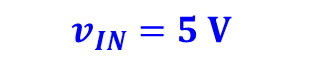 v_IN = 5 V